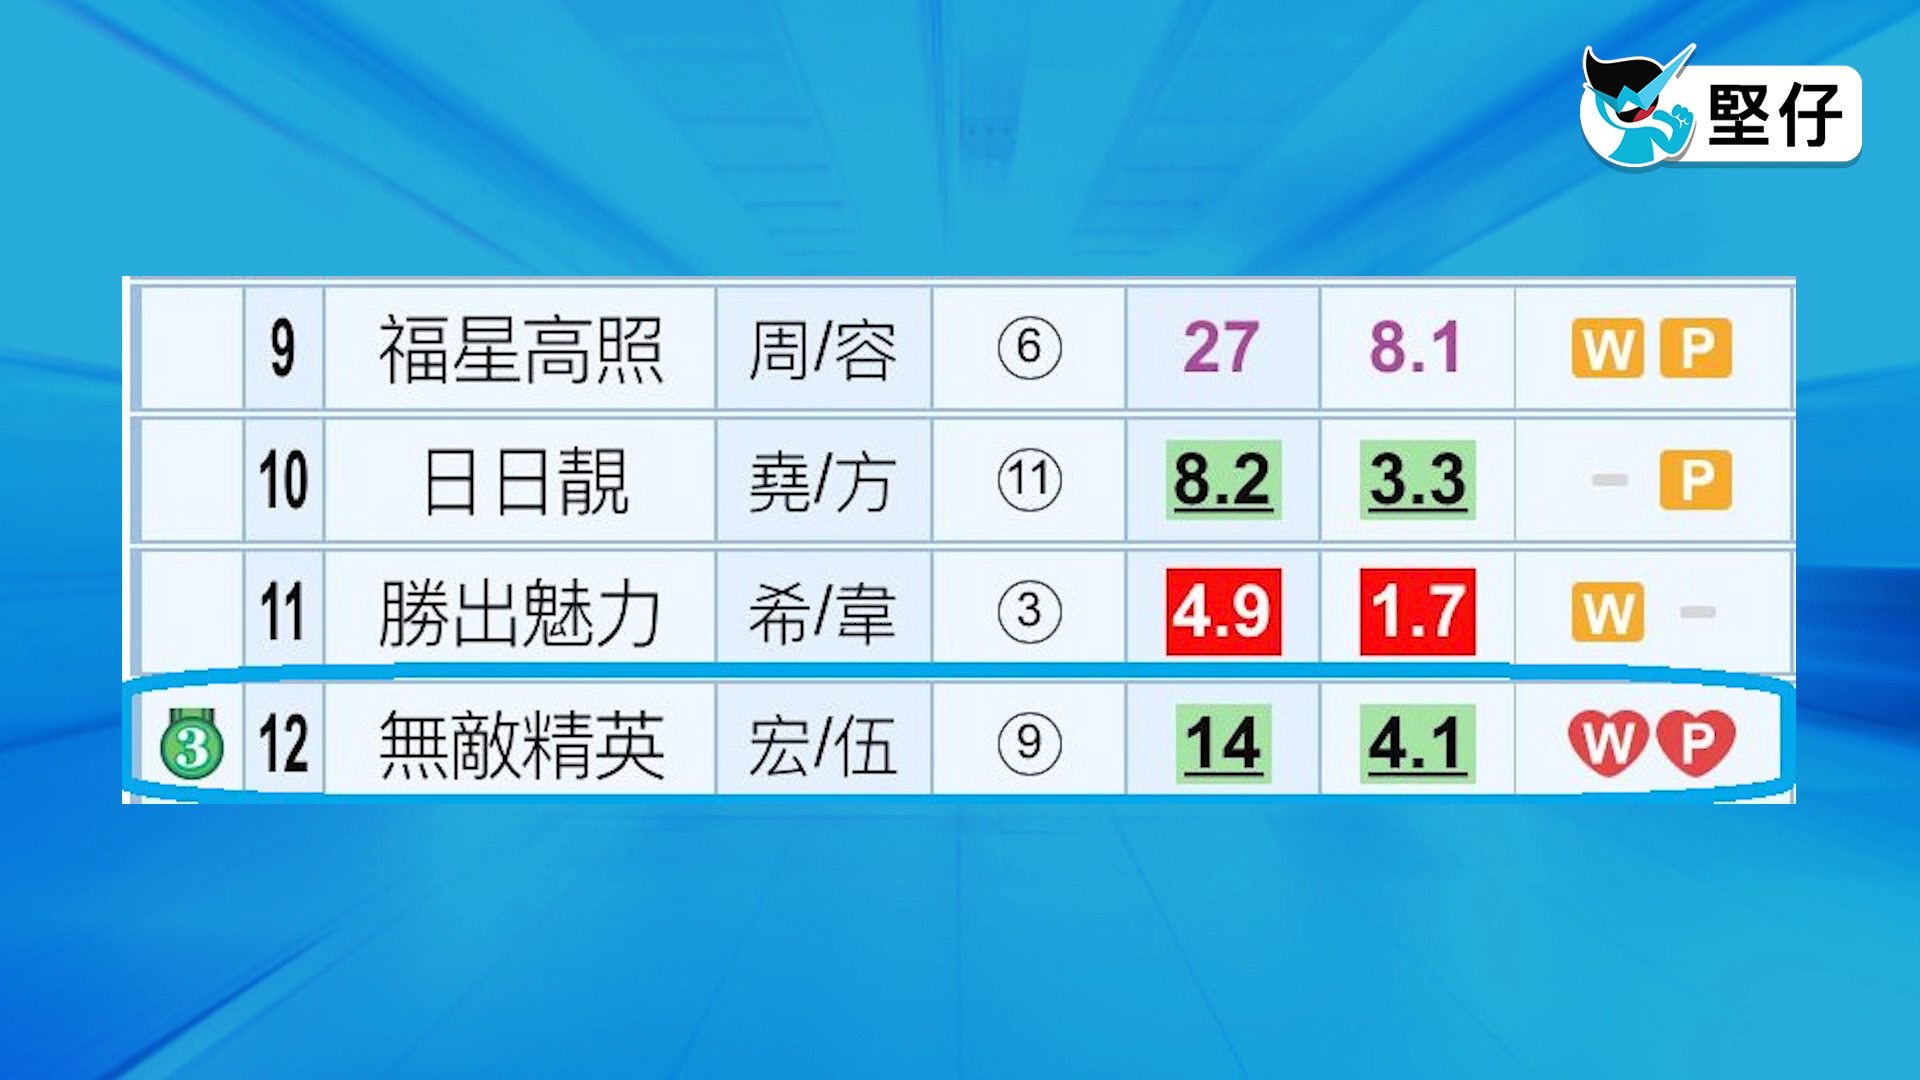 堅仔
9 福星高照 周/容 ⑥ 27 8.1 W P
10 日日靚 堯/方 ⑪ 8.2 3.3 - P
11 勝出魅力 希/韋 ③ 4.9 1.7 W -
3 12 無敵精英 宏/伍 ⑨ 14 4.1 W P